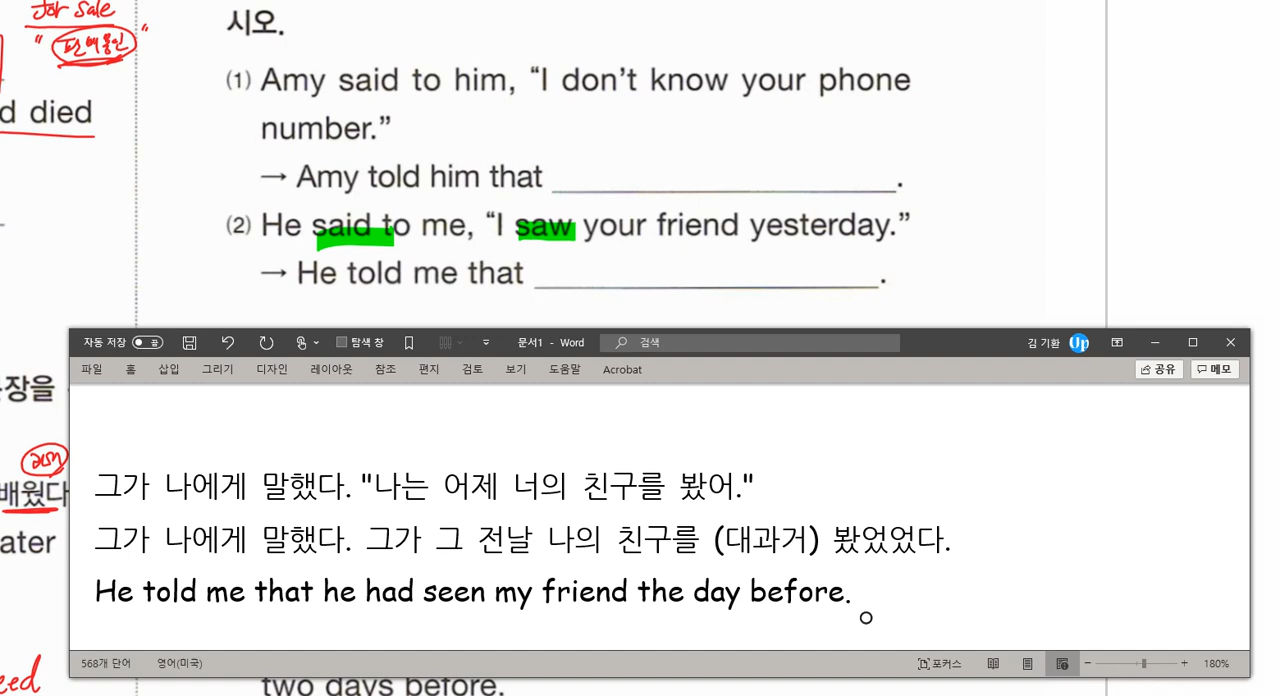 for sale
"판매용인"
시오.
d died
(1) Amy said to him, “I don’t know your phone
number.”
→ Amy told him that ____________.
(2) He said to me, “I saw your friend yesterday.”
→ He told me that ____________.
장을
배웠다
ater
자동 저장 끔 탐색 창 문서1 - Word 검색 김 기환 Up
파일 홈 삽입 그리기 디자인 레이아웃 참조 편지 검토 보기 도움말 Acrobat 공유 메모
그가 나에게 말했다. "나는 어제 너의 친구를 봤어."
그가 나에게 말했다. 그가 그 전날 나의 친구를 (대과거) 봤었었다.
He told me that he had seen my friend the day before.
568개 단어 영어(미국) 포커스 180%
eed
two days before.